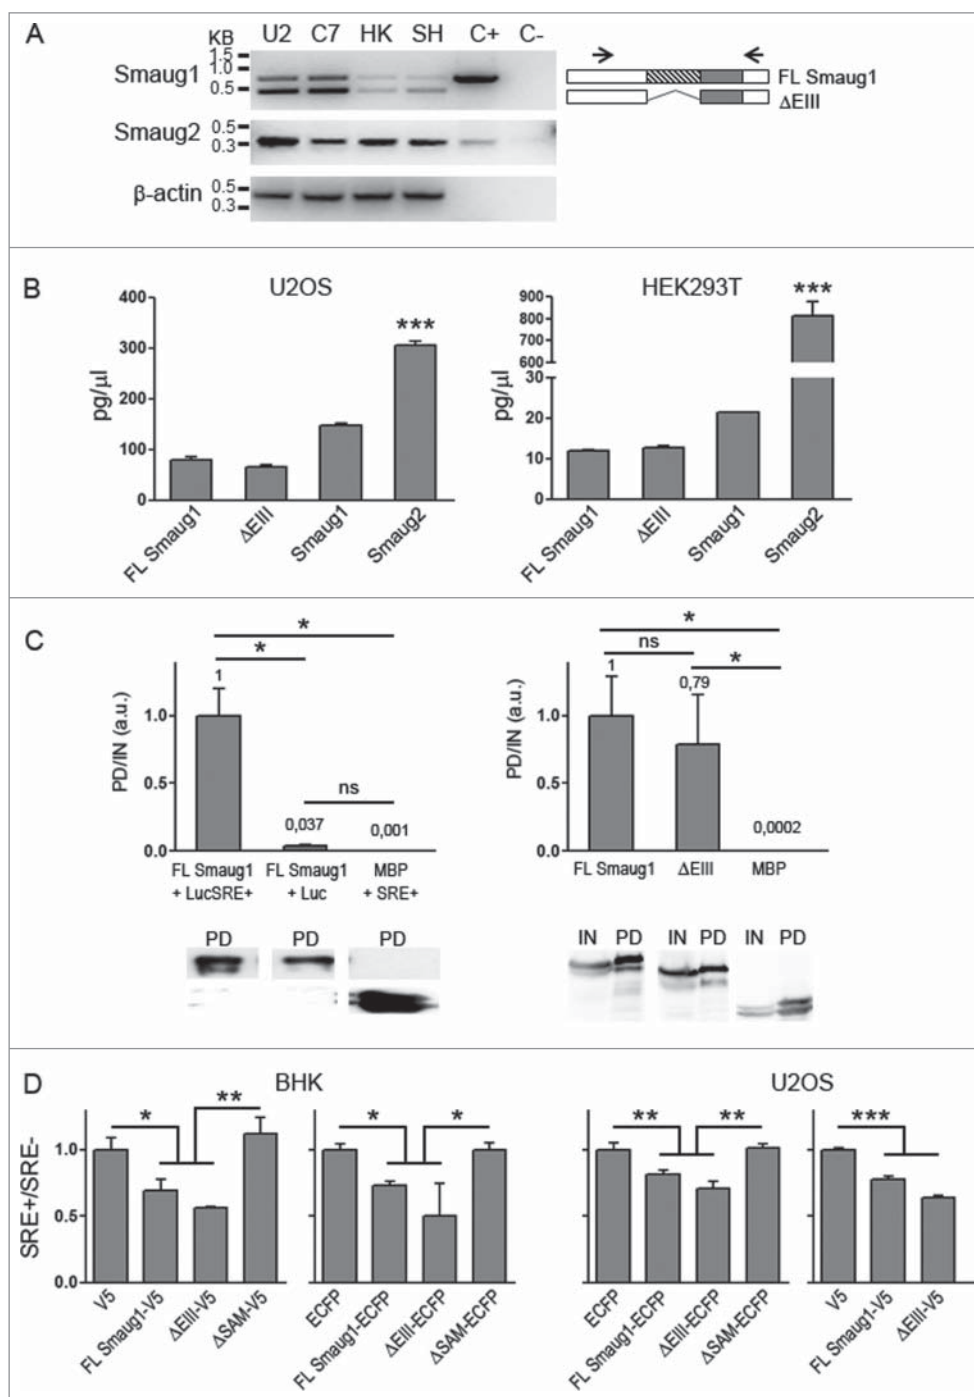 A
KB U2 C7 HK SH C+ C-
Smaug1
1.5
1.0
0.5
FL Smaug1
ΔEIII
Smaug2
0.5
0.3
β-actin
0.5
0.3
B
U2OS
pg/µl
400
300
200
100
0
***
FL Smaug1
ΔEIII
Smaug1
Smaug2
HEK293T
pg/µl
900
800
700
600
30
20
10
0
***
FL Smaug1
ΔEIII
Smaug1
Smaug2
C
PD/IN (a.u.)
1.0
0.5
0.0
*
*
ns
1
0,037
0,001
FL Smaug1 + LucSRE+
FL Smaug1 + Luc
MBP + SRE+
PD PD PD
PD/IN (a.u.)
1.0
0.5
0.0
*
ns
*
1
0,79
0,0002
FL Smaug1
ΔEIII
MBP
IN PD IN PD IN PD
D
BHK
SRE+/SRE-
1.0
0.5
0.0
*
**
V5
FL Smaug1-V5
ΔEIII-V5
ΔSAM-V5
*
*
ECFP
FL Smaug1-ECFP
ΔEIII-ECFP
ΔSAM-ECFP
U2OS
**
**
ECFP
FL Smaug1-ECFP
ΔEIII-ECFP
ΔSAM-ECFP
***
V5
FL Smaug1-V5
ΔEIII-V5